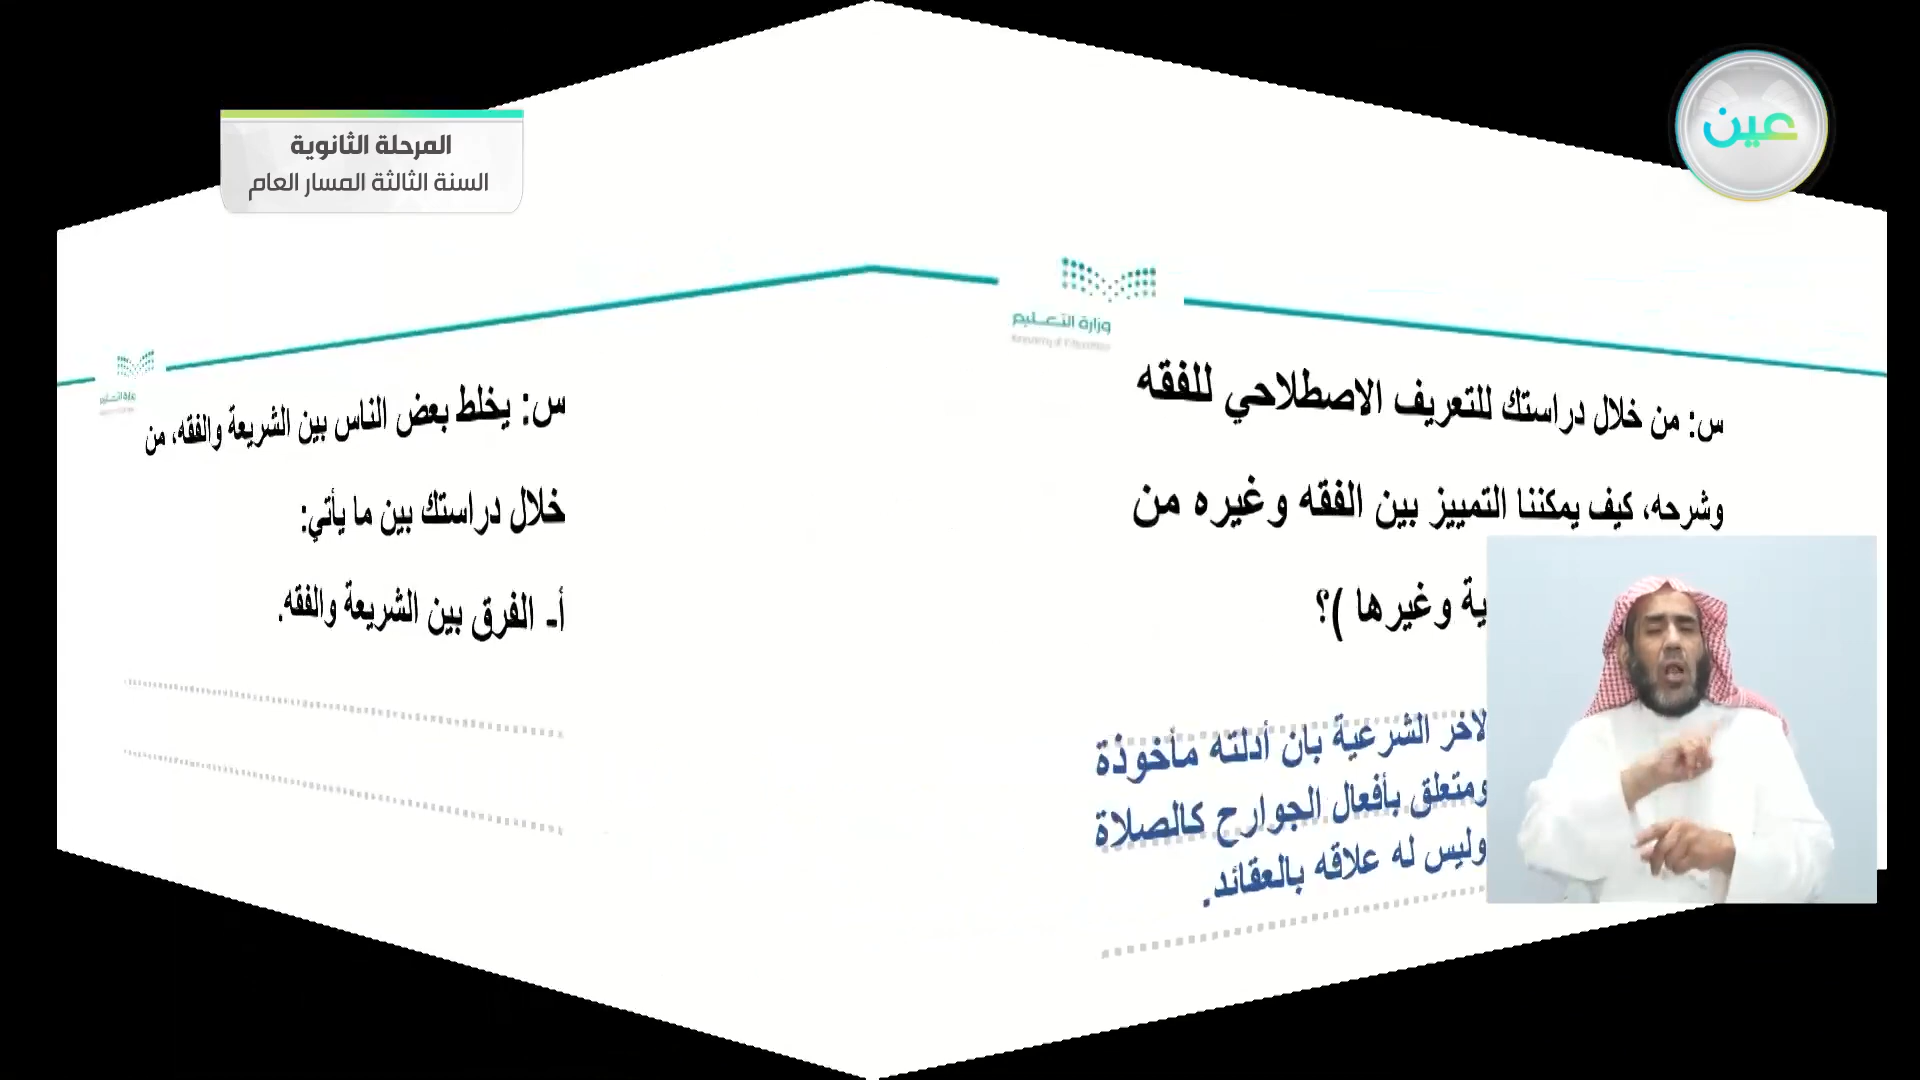 المرحلة الثانوية
السنة الثالثة المسار العام
عين
وزارة التعليم
س: من خلال دراستك للتعريف الاصطلاحي للفقه
وشرحه، كيف يمكننا التمييز بين الفقه وغيره من
ية وغيرها )؟
لاخر الشرعية بان أدلته مأخوذة
ومتعلق بأفعال الجوارح كالصلاة
وليس له علاقه بالعقائد.
س: يخلط بعض الناس بين الشريعة والفقه، من
خلال دراستك بين ما يأتي:
أ- الفرق بين الشريعة والفقه.